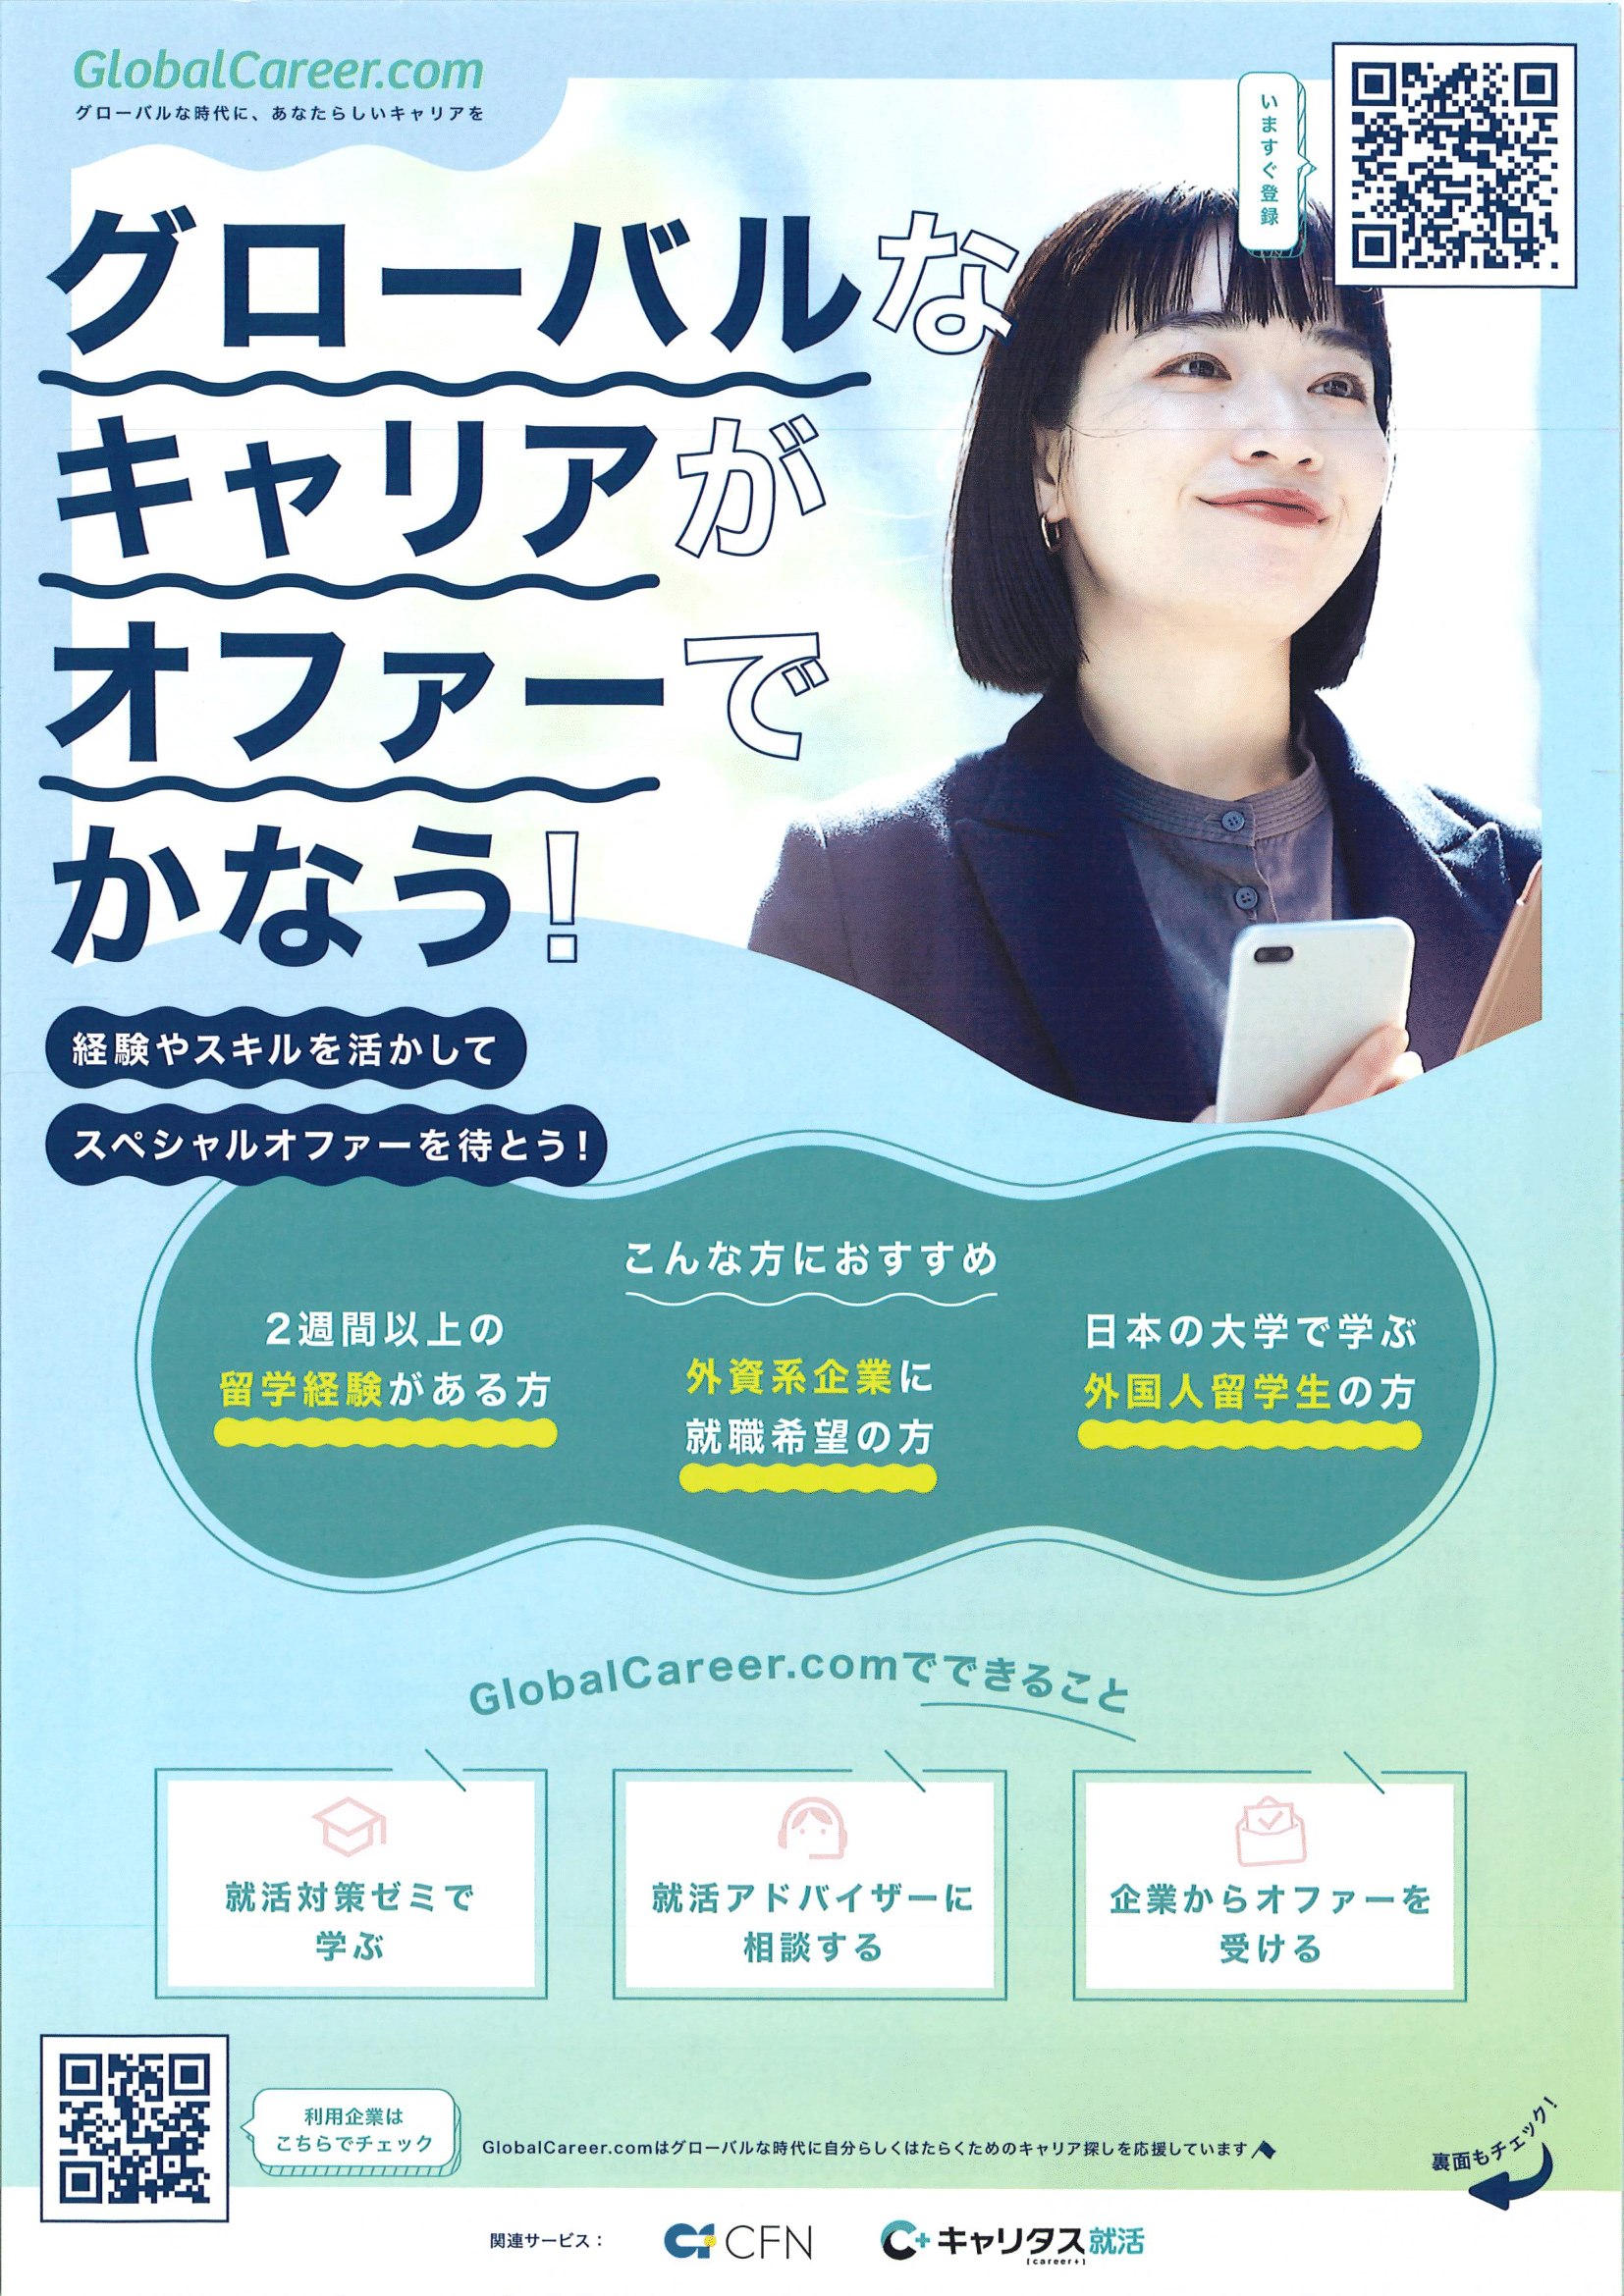 GlobalCareer.com
グローバルな時代に、あなたらしいキャリアを
いますぐ登録
グローバルな
キャリアが
オファーで
かなう!
経験やスキルを活かして
スペシャルオファーを待とう!
こんな方におすすめ
2週間以上の
留学経験がある方
外資系企業に
就職希望の方
日本の大学で学ぶ
外国人留学生の方
GlobalCareer.comでできること
就活対策ゼミで
学ぶ
就活アドバイザーに
相談する
企業からオファーを
受ける
利用企業は
こちらでチェック
GlobalCareer.comはグローバルな時代に自分らしくはたらくためのキャリア探しを応援しています
裏面もチェック!
関連サービス:
CFN
C+ キャリタス就活
[career+]